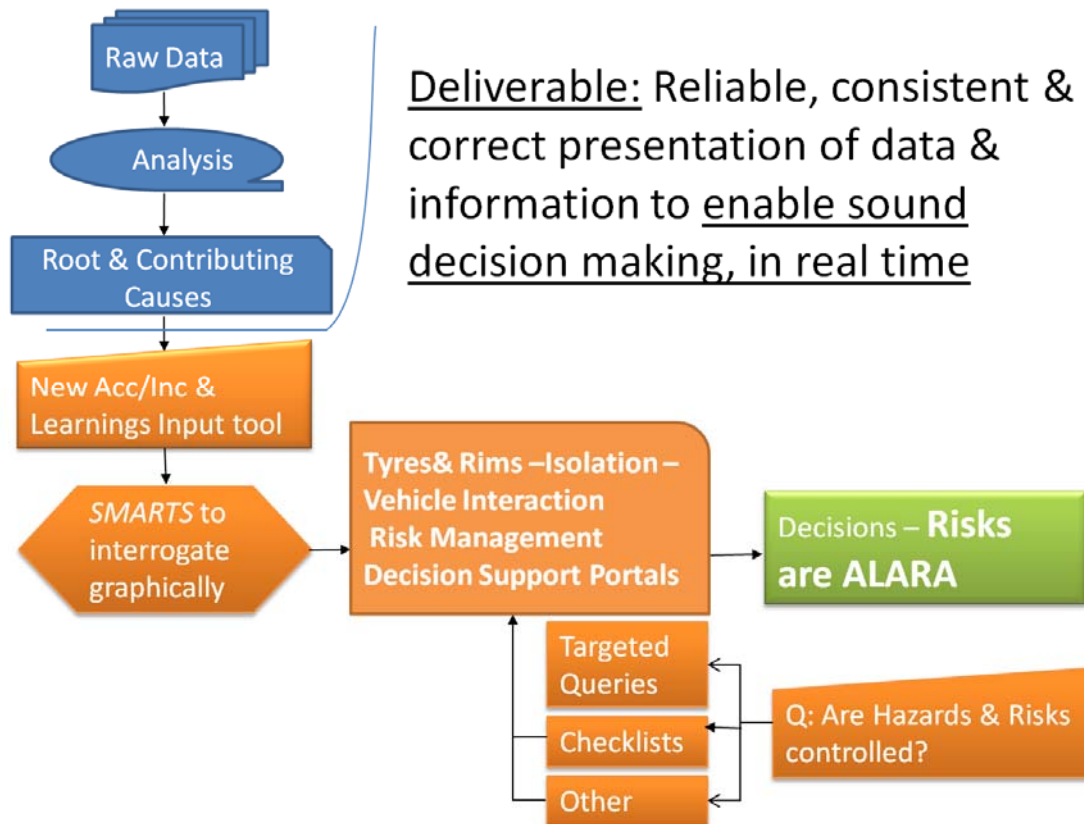 Raw Data
Analysis
Root & Contributing
Causes
New Acc/Inc &
Learnings Input tool
SMARTS to
interrogate
graphically
Deliverable: Reliable, consistent &
correct presentation of data &
information to enable sound
decision making, in real time
Tyres& Rims –Isolation –
Vehicle Interaction
Risk Management
Decision Support Portals
Decisions – Risks
are ALARA
Targeted
Queries
Checklists
Other
Q: Are Hazards & Risks
controlled?